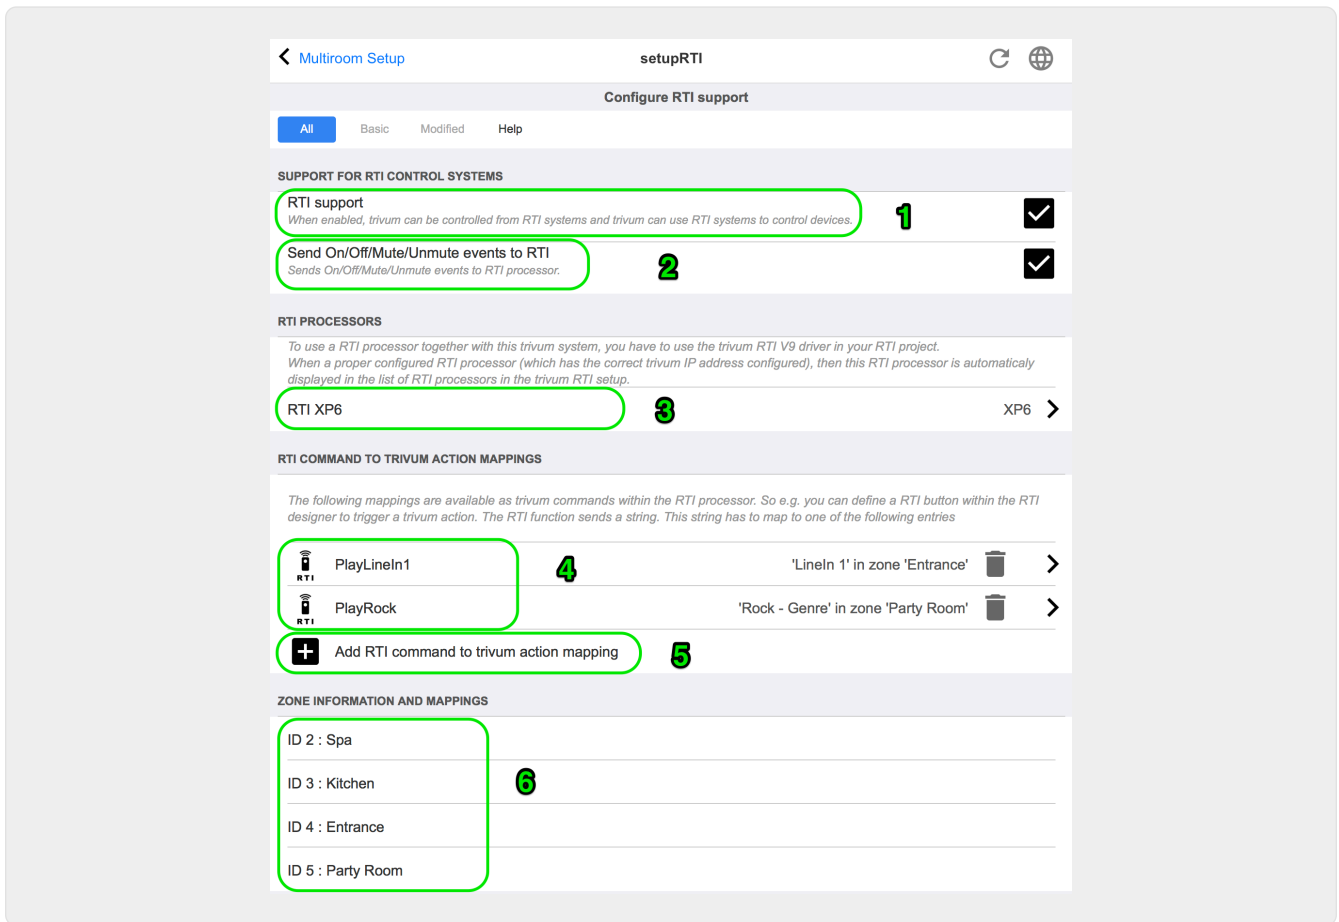 Multiroom Setup
setupRTI
Configure RTI support
All Basic Modified Help
SUPPORT FOR RTI CONTROL SYSTEMS
RTI support
When enabled, trivum can be controlled from RTI systems and trivum can use RTI systems to control devices.
1
Send On/Off/Mute/Unmute events to RTI
Sends On/Off/Mute/Unmute events to RTI processor.
2
RTI PROCESSORS
To use a RTI processor together with this trivum system, you have to use the trivum RTI V9 driver in your RTI project.
When a proper configured RTI processor (which has the correct trivum IP address configured), then this RTI processor is automaticaly
displayed in the list of RTI processors in the trivum RTI setup.
RTI XP6
3
XP6
RTI COMMAND TO TRIVUM ACTION MAPPINGS
The following mappings are available as trivum commands within the RTI processor. So e.g. you can define a RTI button within the RTI
designer to trigger a trivum action. The RTI function sends a string. This string has to map to one of the following entries
RTI
PlayLineIn1
4
'LineIn 1' in zone 'Entrance'
RTI
PlayRock
'Rock - Genre' in zone 'Party Room'
Add RTI command to trivum action mapping
5
ZONE INFORMATION AND MAPPINGS
ID 2 : Spa
ID 3 : Kitchen
6
ID 4 : Entrance
ID 5 : Party Room